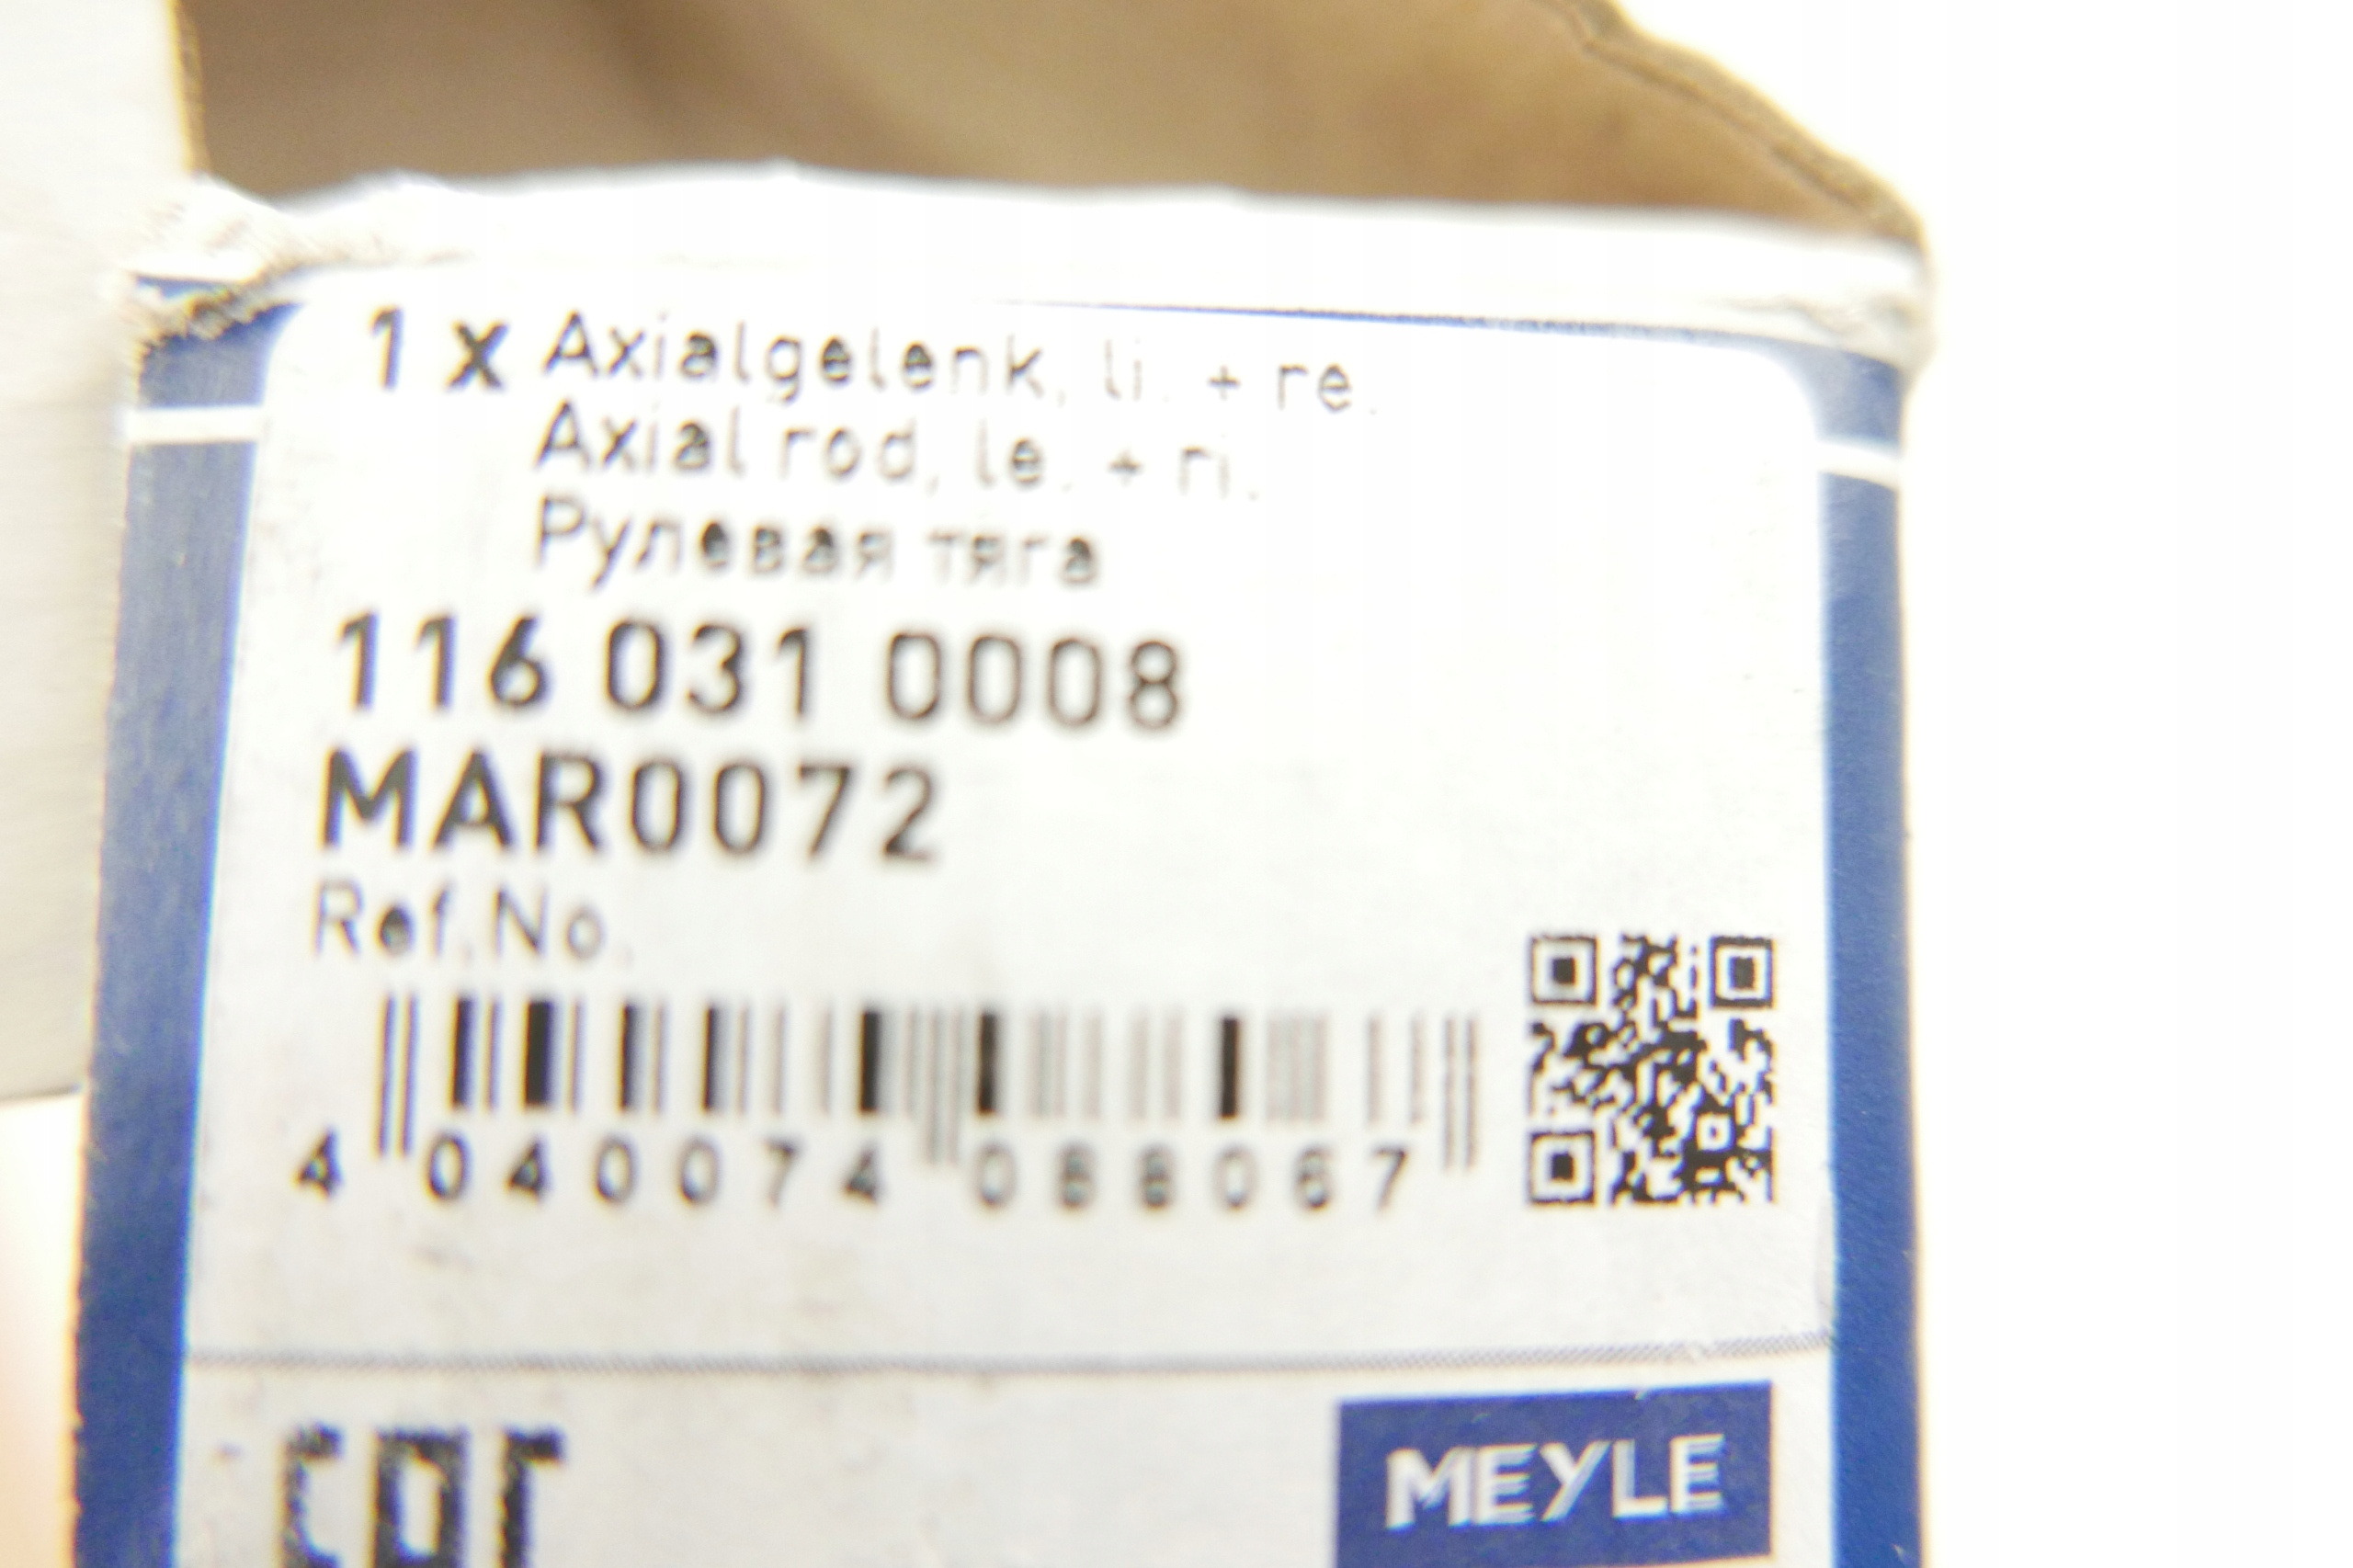 1 x Axialgelenk, li. + re.
Axial rod, le. + ri.
Рулевая тяга
116 031 0008
MAR0072
Ref.No.
4 040074 088067
EAC
MEYLE